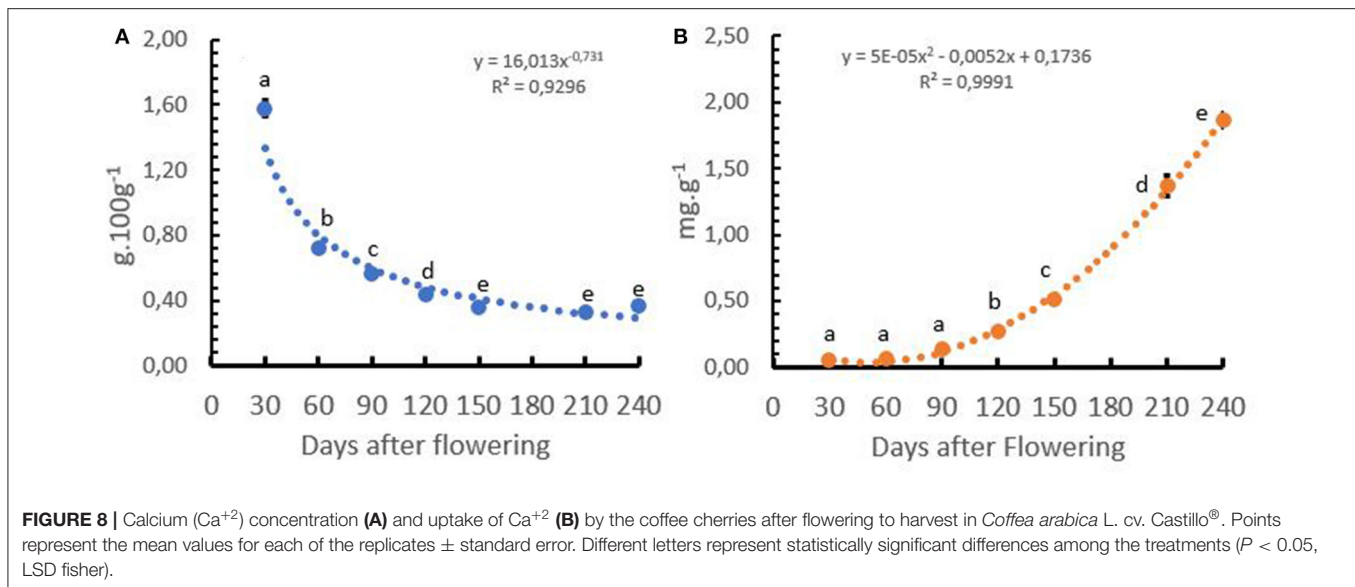 A
2,00
1,60
1,20
0,80
0,40
0,00
g.100g⁻¹
y = 16,013x⁻⁰,⁷³¹
R² = 0,9296
a
b
c
d
e
e
e
0 30 60 90 120 150 180 210 240
Days after flowering
B
2,50
2,00
1,50
1,00
0,50
0,00
mg.g⁻¹
y = 5E-05x² - 0,0052x + 0,1736
R² = 0,9991
a
a
a
b
c
d
e
0 30 60 90 120 150 180 210 240
Days after Flowering
FIGURE 8 | Calcium (Ca⁺²) concentration (A) and uptake of Ca⁺² (B) by the coffee cherries after flowering to harvest in Coffea arabica L. cv. Castillo®. Points
represent the mean values for each of the replicates ± standard error. Different letters represent statistically significant differences among the treatments (P < 0.05,
LSD fisher).